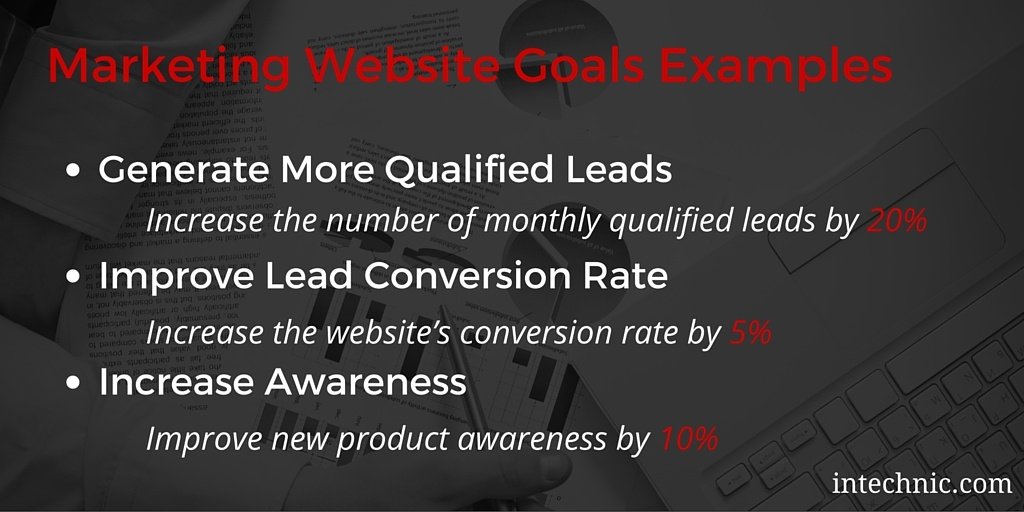 Marketing Website Goals Examples
• Generate More Qualified Leads
Increase the number of monthly qualified leads by 20%
• Improve Lead Conversion Rate
Increase the website’s conversion rate by 5%
• Increase Awareness
Improve new product awareness by 10%
intechnic.com